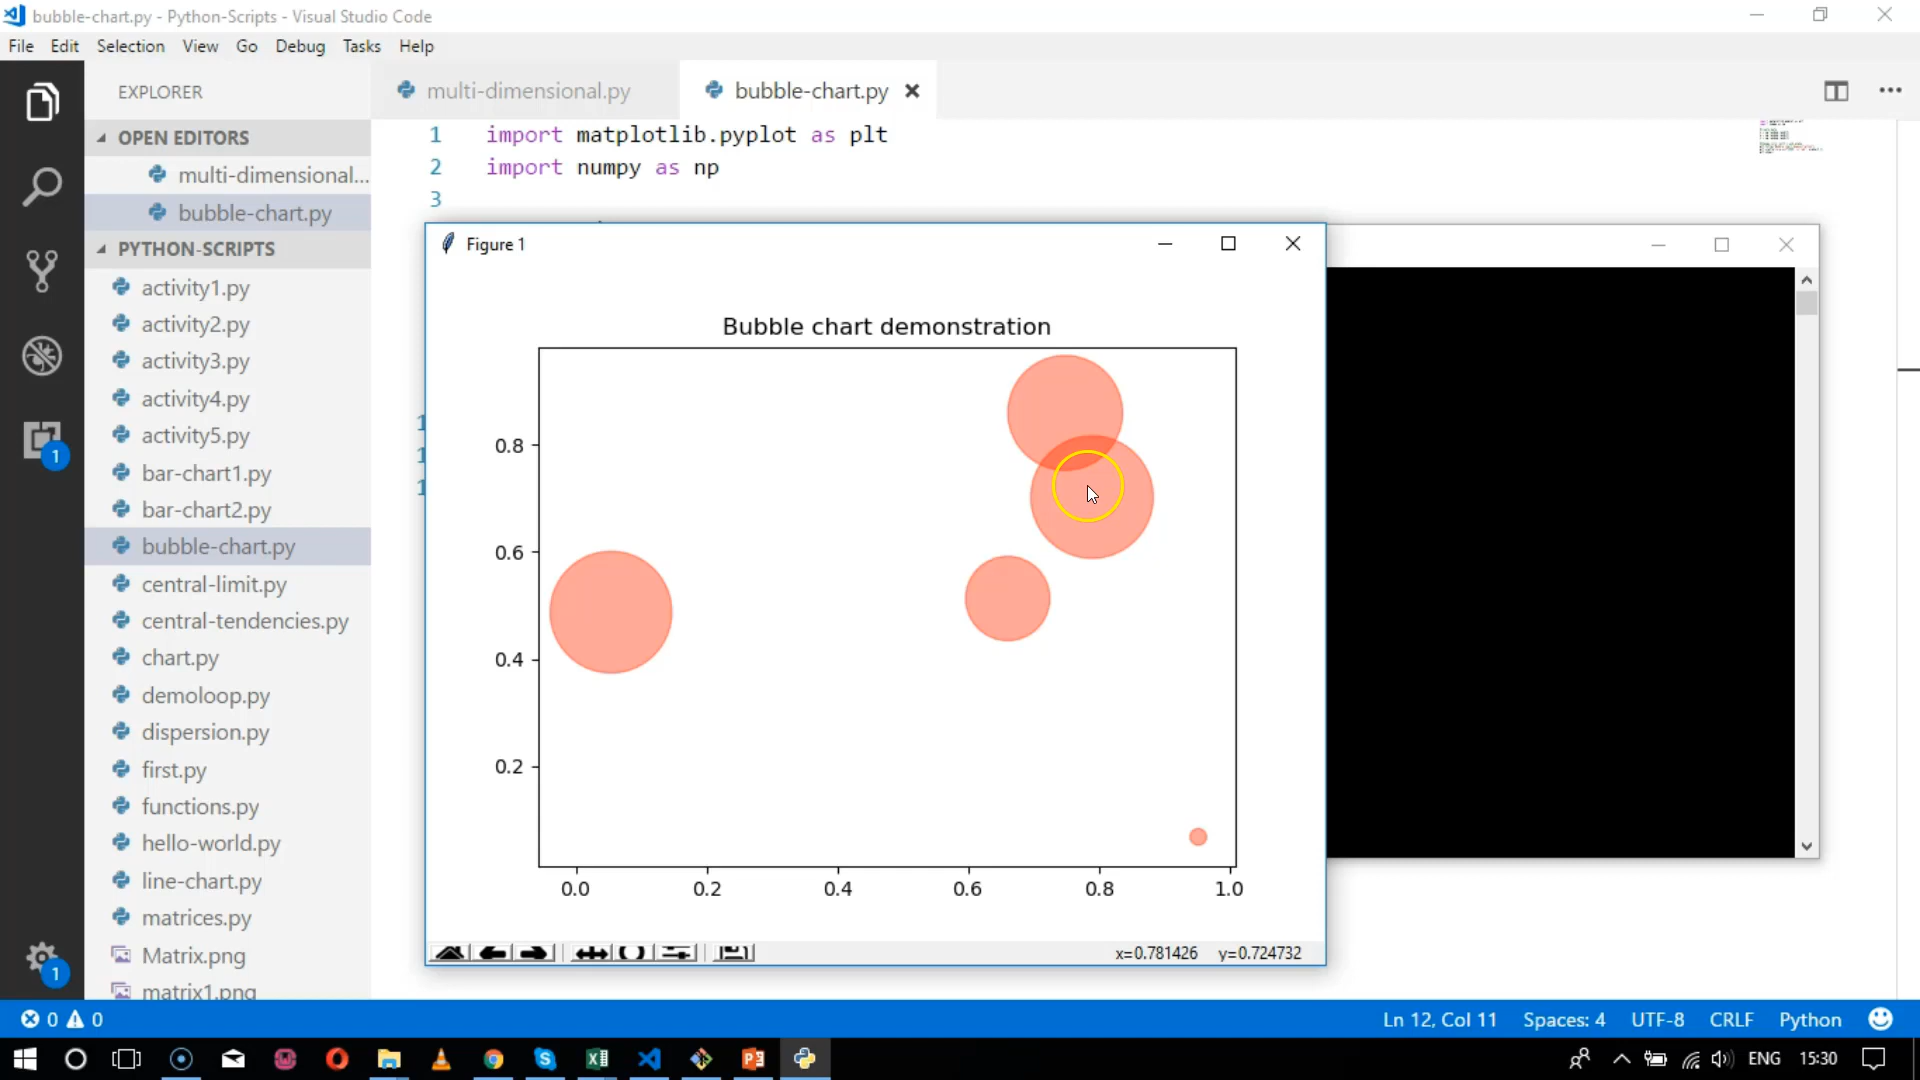 bubble-chart.py - Python-Scripts - Visual Studio Code
File Edit Selection View Go Debug Tasks Help
EXPLORER
OPEN EDITORS
multi-dimensional...
bubble-chart.py
PYTHON-SCRIPTS
activity1.py
activity2.py
activity3.py
activity4.py
activity5.py
bar-chart1.py
bar-chart2.py
bubble-chart.py
central-limit.py
central-tendencies.py
chart.py
demoloop.py
dispersion.py
first.py
functions.py
hello-world.py
line-chart.py
matrices.py
Matrix.png
matrix1.png
1
1
multi-dimensional.py bubble-chart.py
1 import matplotlib.pyplot as plt
2 import numpy as np
3
1
1
1
Figure 1
Bubble chart demonstration
0.8
0.6
0.4
0.2
0.0 0.2 0.4 0.6 0.8 1.0
x=0.781426 y=0.724732
0 0 Ln 12, Col 11 Spaces: 4 UTF-8 CRLF Python
ENG 15:30